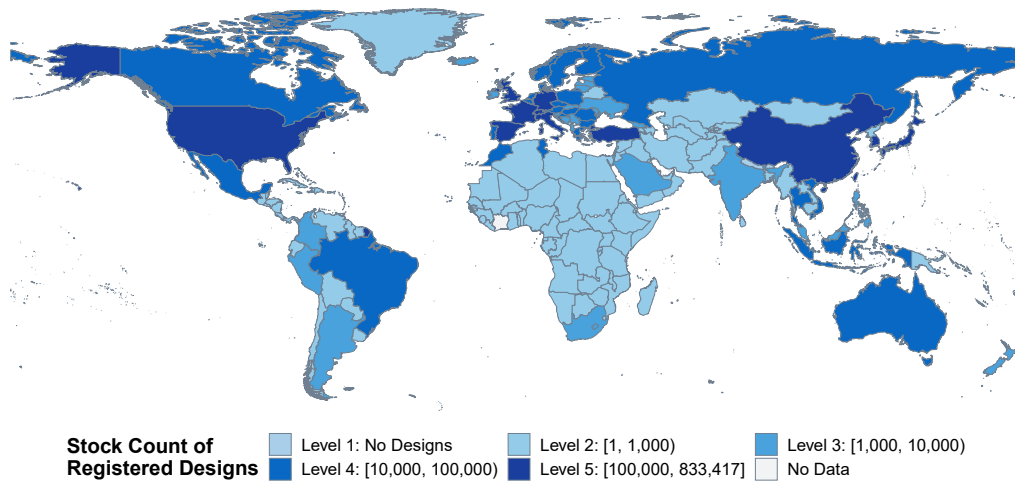 Stock Count of
Registered Designs
Level 1: No Designs
Level 2: [1, 1,000)
Level 3: [1,000, 10,000)
Level 4: [10,000, 100,000)
Level 5: [100,000, 833,417]
No Data